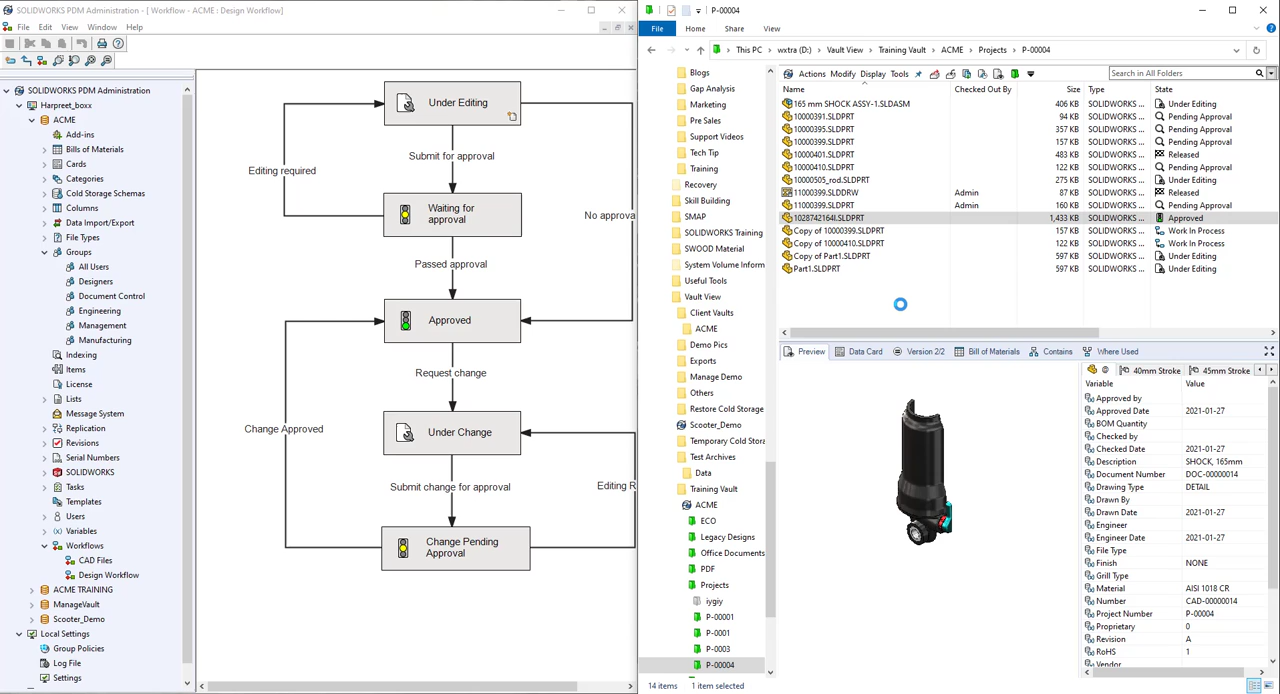 SOLIDWORKS PDM Administration - [ Workflow - ACME : Design Workflow]
File Edit View Window Help
SOLIDWORKS PDM Administration
Harpreet_boxx
ACME
Add-ins
Bills of Materials
Cards
Categories
Cold Storage Schemas
Columns
Data Import/Export
File Types
Groups
All Users
Designers
Document Control
Engineering
Management
Manufacturing
Indexing
Items
License
Lists
Message System
Replication
Revisions
Serial Numbers
SOLIDWORKS
Tasks
Templates
Users
Variables
Workflows
CAD Files
Design Workflow
ACME TRAINING
ManageVault
Scooter_Demo
Local Settings
Group Policies
Log File
Settings
Under Editing
Submit for approval
Editing required
Waiting for
approval
No approva
Passed approval
Approved
Request change
Change Approved
Under Change
Submit change for approval
Editing R
Change Pending
Approval
P-00004
File Home Share View
This PC > wxtra (D:) > Vault View > Training Vault > ACME > Projects > P-00004
Blogs
Gap Analysis
Marketing
Pre Sales
Support Videos
Tech Tip
Training
Recovery
Skill Building
SMAP
SOLIDWORKS Training
SWOOD Material
System Volume Inform
Useful Tools
Vault View
Client Vaults
ACME
Demo Pics
Exports
Manage Demo
Others
Restore Cold Storage
Scooter_Demo
Temporary Cold Stora
Test Archives
Data
Training Vault
ACME
ECO
Legacy Designs
Office Documents
PDF
Projects
iygiy
P-00001
P-0001
P-0003
P-00004
Actions Modify Display Tools Search in All Folders
Name Checked Out By Size Type State
165 mm SHOCK ASSY-1.SLDASM 406 KB SOLIDWORKS ... Under Editing
10000391.SLDPRT 94 KB SOLIDWORKS ... Pending Approval
10000395.SLDPRT 357 KB SOLIDWORKS ... Pending Approval
10000399.SLDPRT 157 KB SOLIDWORKS ... Pending Approval
10000401.SLDPRT 483 KB SOLIDWORKS ... Released
10000410.SLDPRT 122 KB SOLIDWORKS ... Pending Approval
10000505_rod.SLDPRT 275 KB SOLIDWORKS ... Under Editing
11000399.SLDDRW Admin 87 KB SOLIDWORKS ... Released
11000399.SLDPRT Admin 160 KB SOLIDWORKS ... Pending Approval
1028742164l.SLDPRT 1,433 KB SOLIDWORKS ... Approved
Copy of 10000399.SLDPRT 157 KB SOLIDWORKS ... Work In Process
Copy of 10000410.SLDPRT 122 KB SOLIDWORKS ... Work In Process
Copy of Part1.SLDPRT 597 KB SOLIDWORKS ... Under Editing
Part1.SLDPRT 597 KB SOLIDWORKS ... Under Editing
Preview Data Card Version 2/2 Bill of Materials Contains Where Used
@ 40mm Stroke 45mm Stroke
Variable Value
Approved by
Approved Date 2021-01-27
BOM Quantity
Checked by
Checked Date 2021-01-27
Description SHOCK, 165mm
Document Number DOC-00000014
Drawing Type DETAIL
Drawn By
Drawn Date 2021-01-27
Engineer
Engineer Date 2021-01-27
File Type
Finish NONE
Grill Type
Material AISI 1018 CR
Number CAD-00000014
Project Number P-00004
Proprietary 0
Revision A
RoHS 1
Vendor
14 items 1 item selected